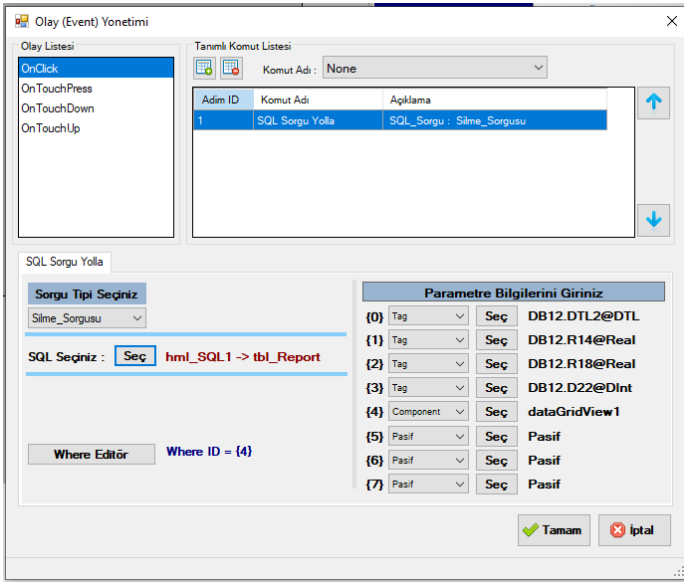 Olay (Event) Yonetimi
Olay Listesi
OnClick
OnTouchPress
OnTouchDown
OnTouchUp
Tanımlı Komut Listesi
Komut Adı : None
Adim ID Komut Adı Açıklama
1 SQL Sorgu Yolla SQL_Sorgu : Silme_Sorgusu
SQL Sorgu Yolla
Sorgu Tipi Seçiniz
Silme_Sorgusu
SQL Seçiniz : Seç hml_SQL1 -> tbl_Report
Where Editör Where ID = {4}
Parametre Bilgilerini Giriniz
{0} Tag Seç DB12.DTL2@DTL
{1} Tag Seç DB12.R14@Real
{2} Tag Seç DB12.R18@Real
{3} Tag Seç DB12.D22@DInt
{4} Component Seç dataGridView1
{5} Pasif Seç Pasif
{6} Pasif Seç Pasif
{7} Pasif Seç Pasif
Tamam İptal